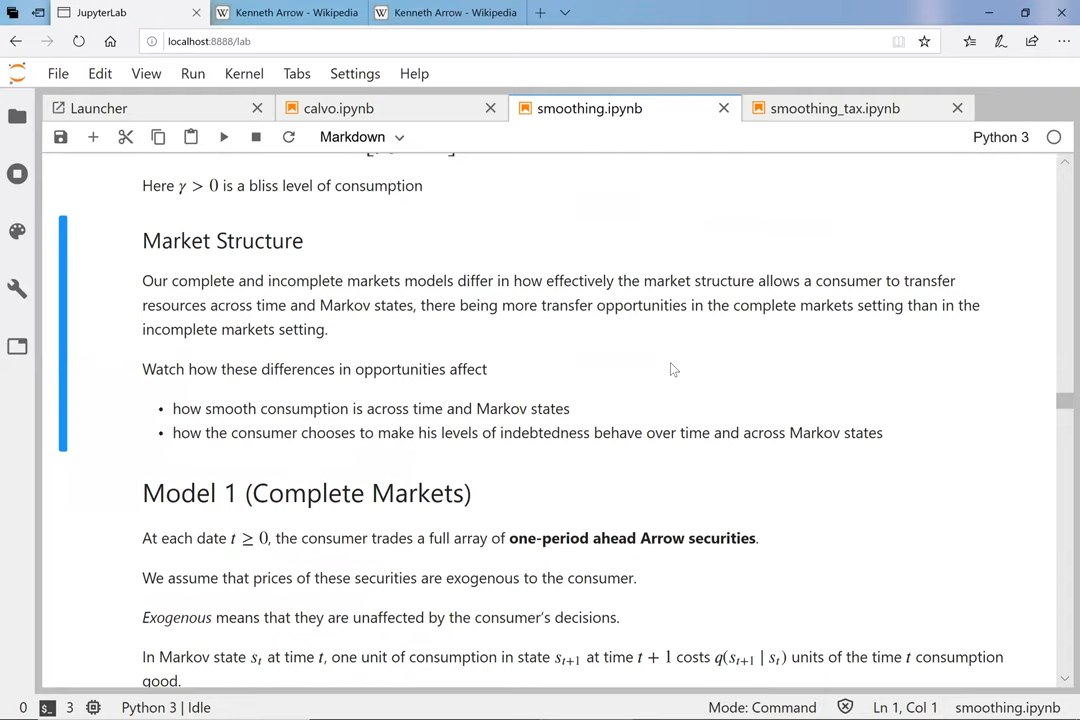 JupyterLab
Kenneth Arrow - Wikipedia
Kenneth Arrow - Wikipedia
localhost:8888/lab
File Edit View Run Kernel Tabs Settings Help
Launcher
calvo.ipynb
smoothing.ipynb
smoothing_tax.ipynb
Markdown
Python 3
Here γ > 0 is a bliss level of consumption
Market Structure
Our complete and incomplete markets models differ in how effectively the market structure allows a consumer to transfer
resources across time and Markov states, there being more transfer opportunities in the complete markets setting than in the
incomplete markets setting.
Watch how these differences in opportunities affect
• how smooth consumption is across time and Markov states
• how the consumer chooses to make his levels of indebtedness behave over time and across Markov states
Model 1 (Complete Markets)
At each date t ≥ 0, the consumer trades a full array of one-period ahead Arrow securities.
We assume that prices of these securities are exogenous to the consumer.
Exogenous means that they are unaffected by the consumer's decisions.
In Markov state sₜ at time t, one unit of consumption in state sₜ₊₁ at time t + 1 costs q(sₜ₊₁ | sₜ) units of the time t consumption
good.
0 $_ 3 Python 3 | Idle Mode: Command Ln 1, Col 1 smoothing.ipynb